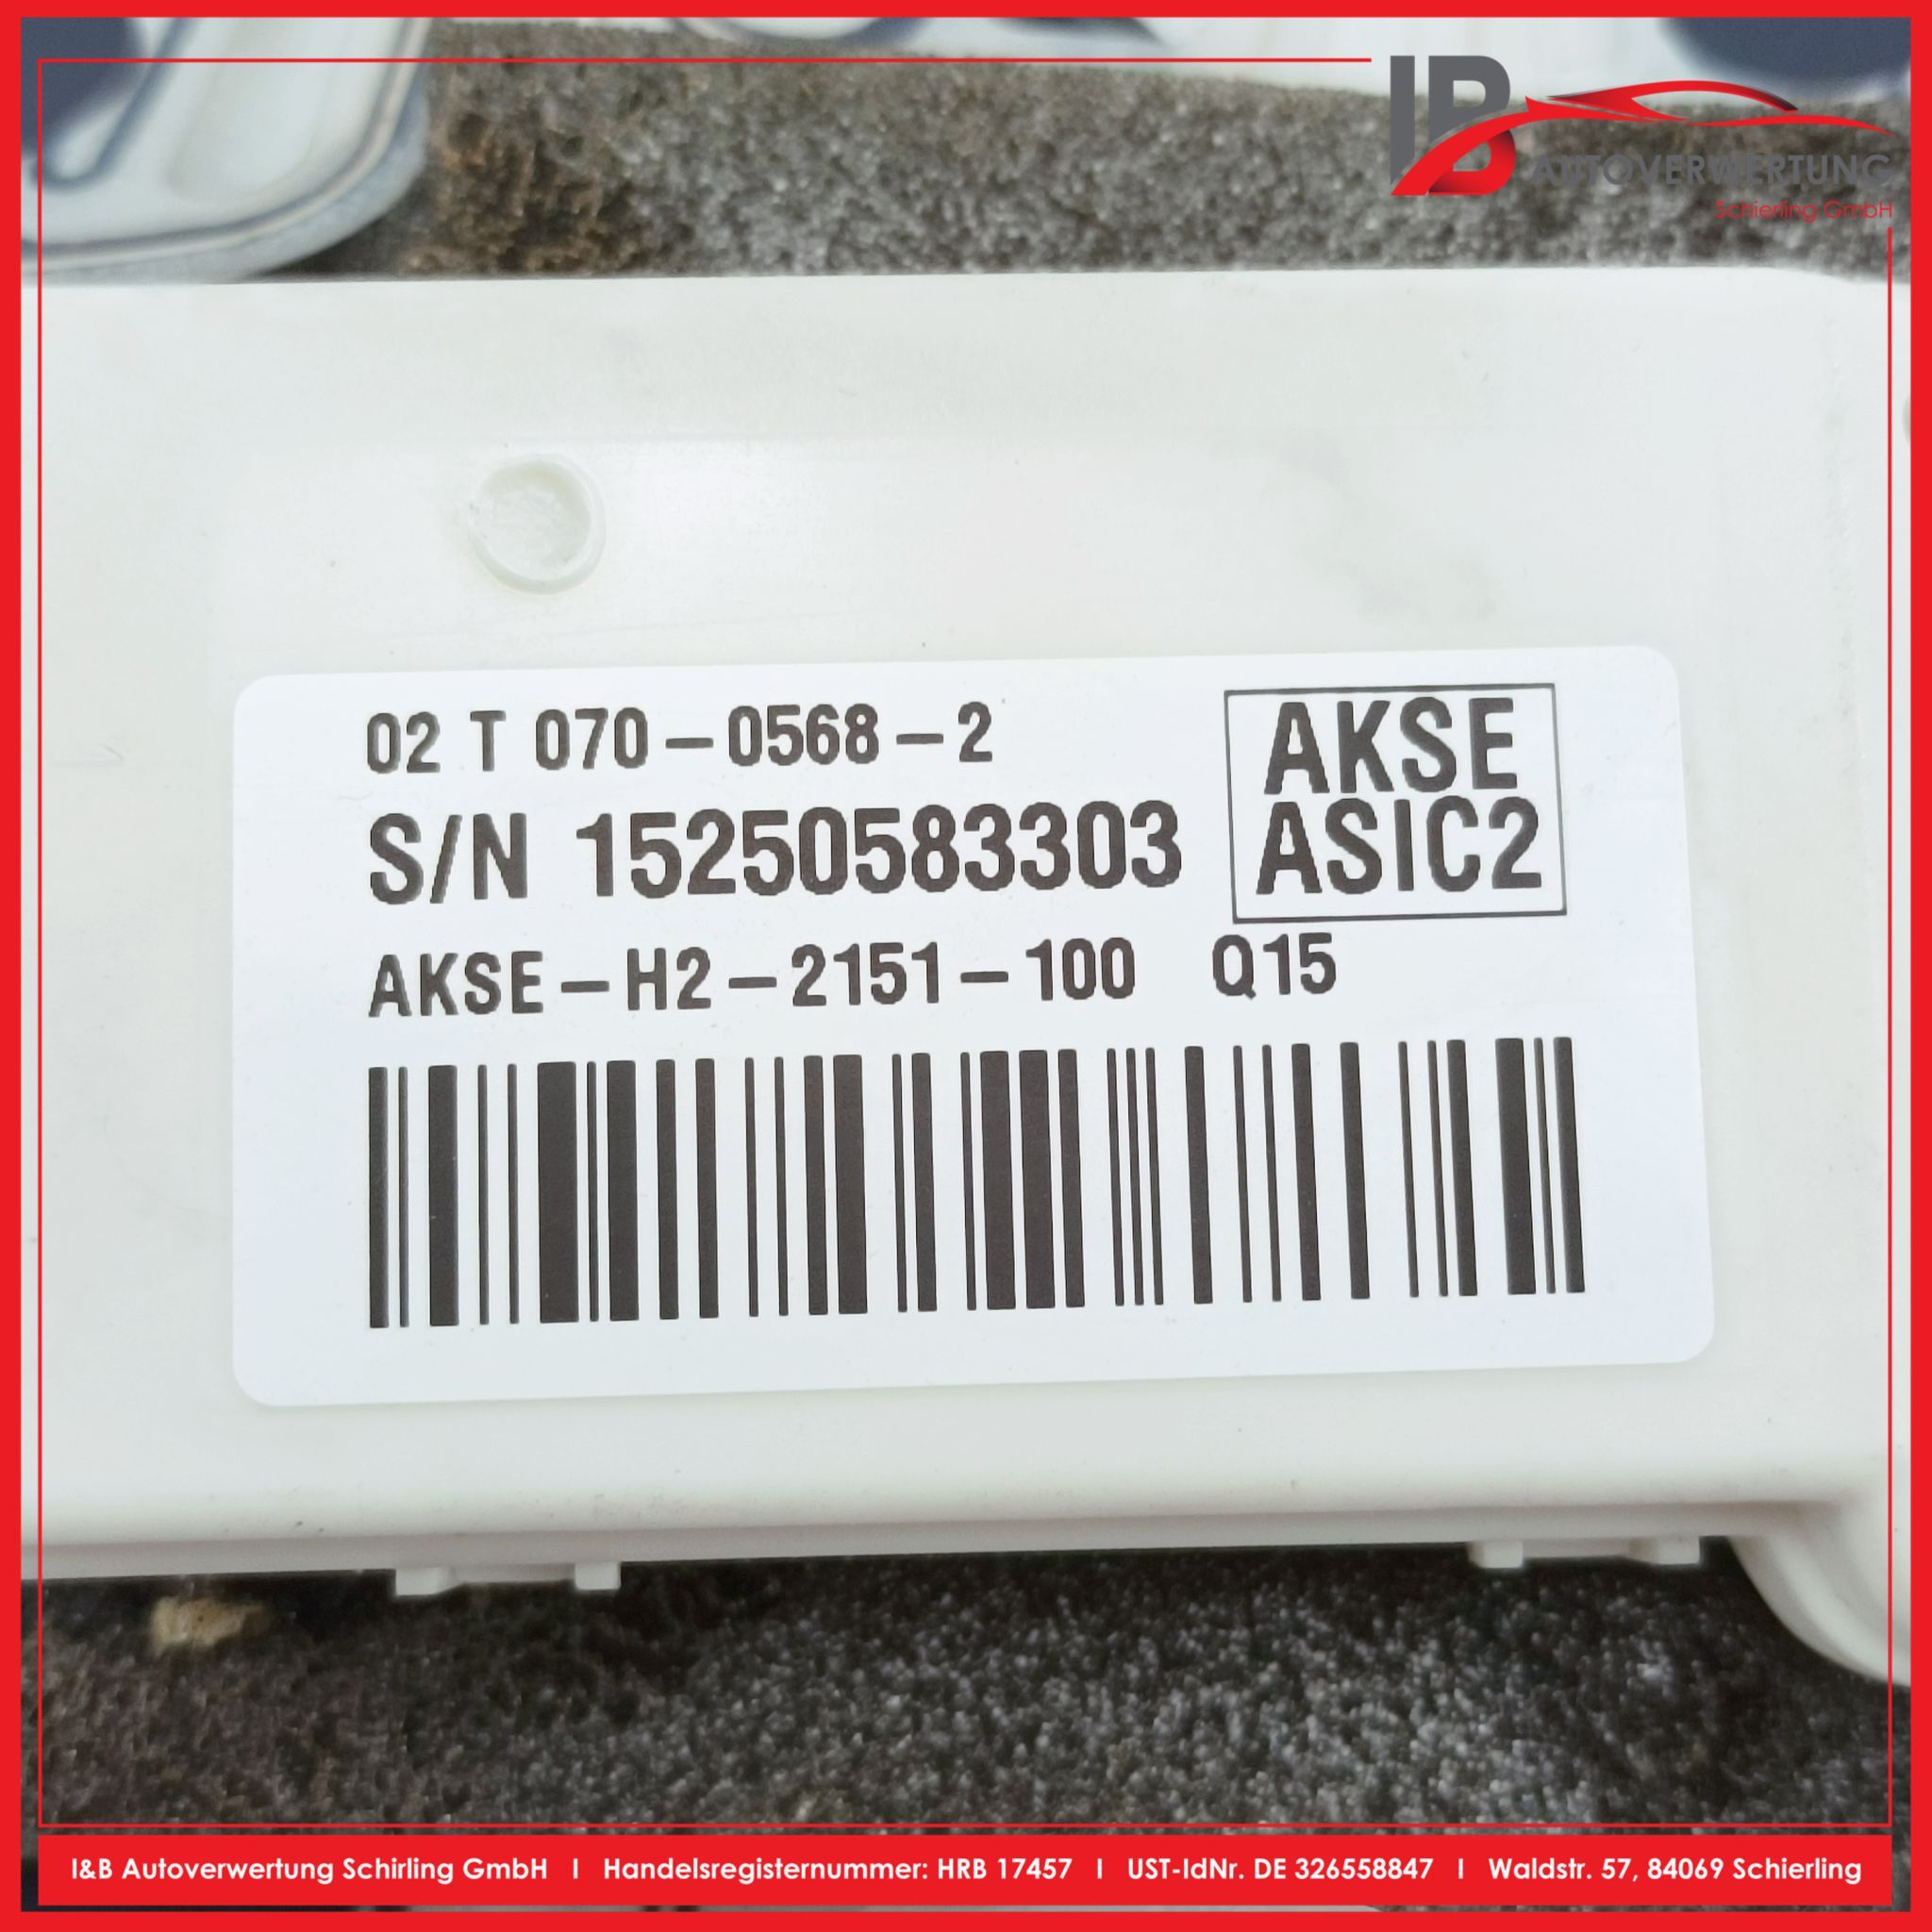 IB
AUTOVERWERTUNG
Schierling GmbH
02 T 070-0568-2
S/N 15250583303
AKSE-H2-2151-100 Q15
AKSE
ASIC2
I&B Autoverwertung Schirling GmbH I Handelsregisternummer: HRB 17457 I UST-IdNr. DE 326558847 I Waldstr. 57, 84069 Schierling